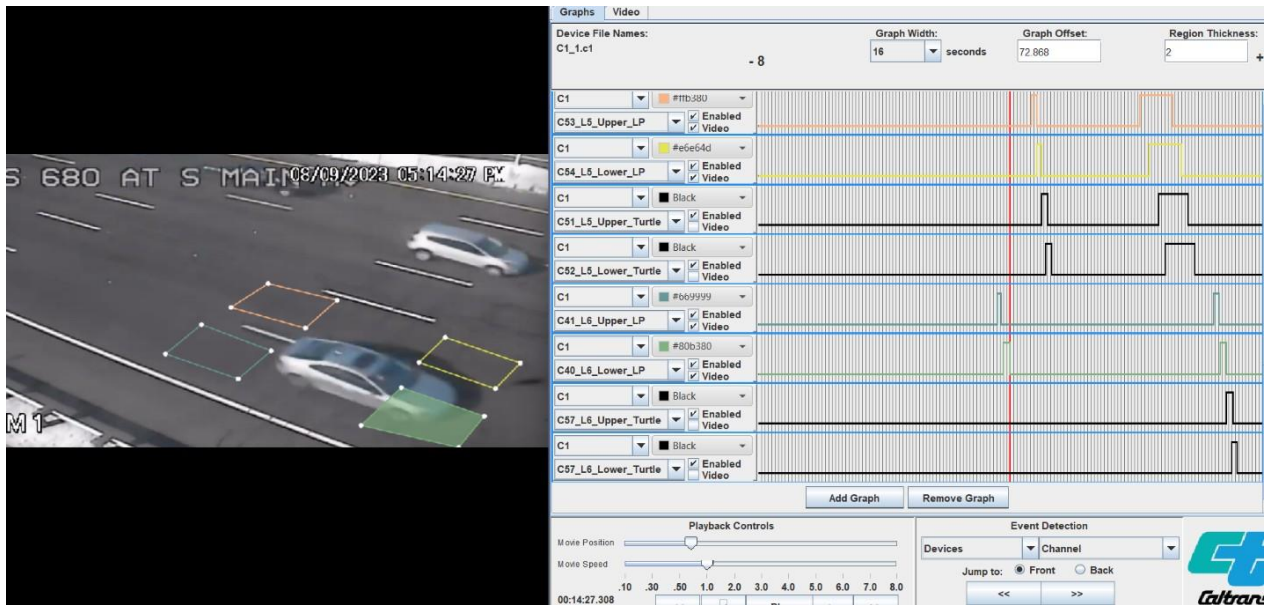 S 680 AT S MAIN
08/09/2023 05:14:27 PM
M 1
Graphs Video
Device File Names:
C1_1.c1
- 8
Graph Width:
16 seconds
Graph Offset:
72.868
Region Thickness:
2
+
C1 #ffb380
C53_L5_Upper_LP Enabled
Video
C1 #e6e64d
C54_L5_Lower_LP Enabled
Video
C1 Black
C51_L5_Upper_Turtle Enabled
Video
C1 Black
C52_L5_Lower_Turtle Enabled
Video
C1 #669999
C41_L6_Upper_LP Enabled
Video
C1 #80b380
C40_L6_Lower_LP Enabled
Video
C1 Black
C57_L6_Upper_Turtle Enabled
Video
C1 Black
C57_L6_Lower_Turtle Enabled
Video
Add Graph Remove Graph
Playback Controls
Movie Position
Movie Speed
.10 .30 .50 1.0 2.0 3.0 4.0 5.0 6.0 7.0 8.0
00:14:27.308
Event Detection
Devices Channel
Jump to: Front Back
<< >>
ct
Caltrans